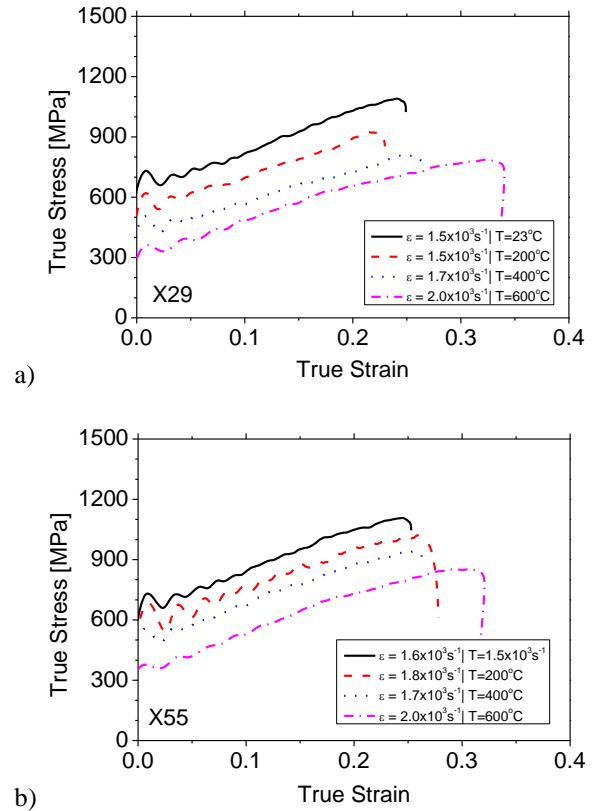 1500
1200
900
600
300
0
True Stress [MPa]
ε = 1.5x10³s⁻¹| T=23°C
ε = 1.5x10³s⁻¹| T=200°C
ε = 1.7x10³s⁻¹| T=400°C
ε = 2.0x10³s⁻¹| T=600°C
X29
0.0 0.1 0.2 0.3 0.4
True Strain
a)
1500
1200
900
600
300
0
True Stress [MPa]
ε = 1.6x10³s⁻¹| T=1.5x10³s⁻¹
ε = 1.8x10³s⁻¹| T=200°C
ε = 1.7x10³s⁻¹| T=400°C
ε = 2.0x10³s⁻¹| T=600°C
X55
0.0 0.1 0.2 0.3 0.4
True Strain
b)